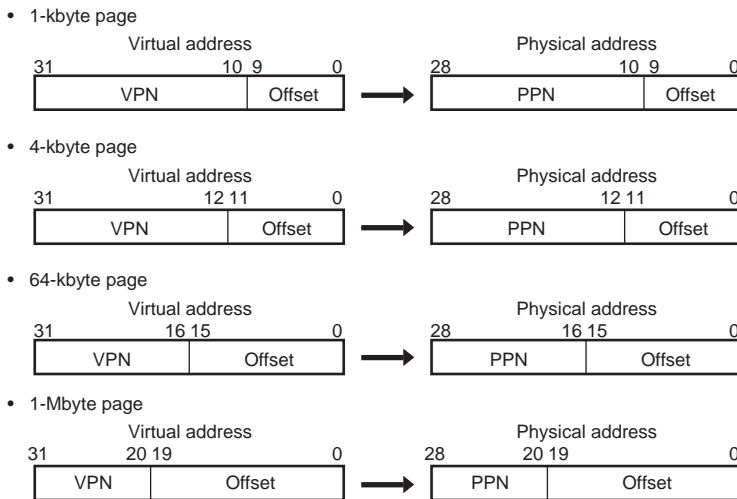 • 1-kbyte page
Virtual address Physical address
31 10 9 0 28 10 9 0
VPN Offset PPN Offset
• 4-kbyte page
Virtual address Physical address
31 12 11 0 28 12 11 0
VPN Offset PPN Offset
• 64-kbyte page
Virtual address Physical address
31 16 15 0 28 16 15 0
VPN Offset PPN Offset
• 1-Mbyte page
Virtual address Physical address
31 20 19 0 28 20 19 0
VPN Offset PPN Offset